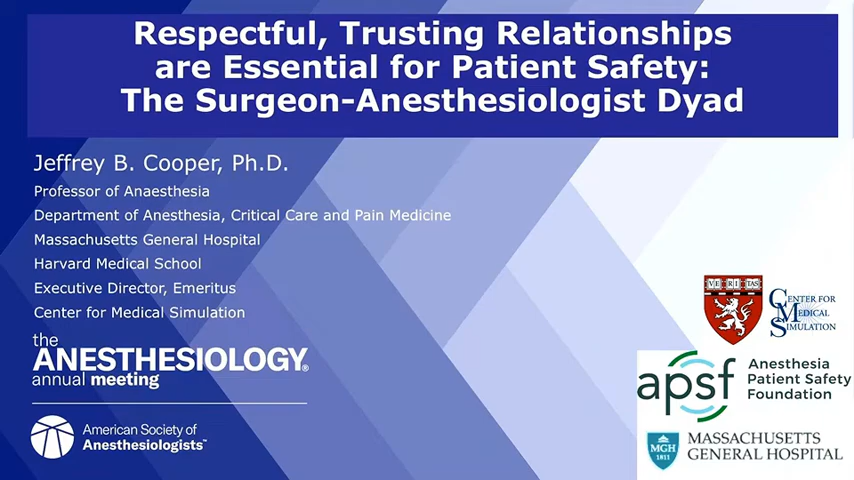 Respectful, Trusting Relationships
are Essential for Patient Safety:
The Surgeon-Anesthesiologist Dyad
Jeffrey B. Cooper, Ph.D.
Professor of Anaesthesia
Department of Anesthesia, Critical Care and Pain Medicine
Massachusetts General Hospital
Harvard Medical School
Executive Director, Emeritus
Center for Medical Simulation
the
ANESTHESIOLOGY®
annual meeting
American Society of
Anesthesiologists™
VE RI TAS
CENTER FOR
MEDICAL
SIMULATION
apsf
Anesthesia
Patient Safety
Foundation
MGH
1811
MASSACHUSETTS
GENERAL HOSPITAL